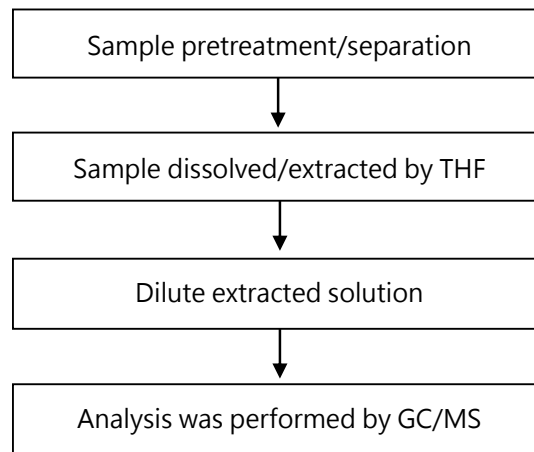 Sample pretreatment/separation
Sample dissolved/extracted by THF
Dilute extracted solution
Analysis was performed by GC/MS